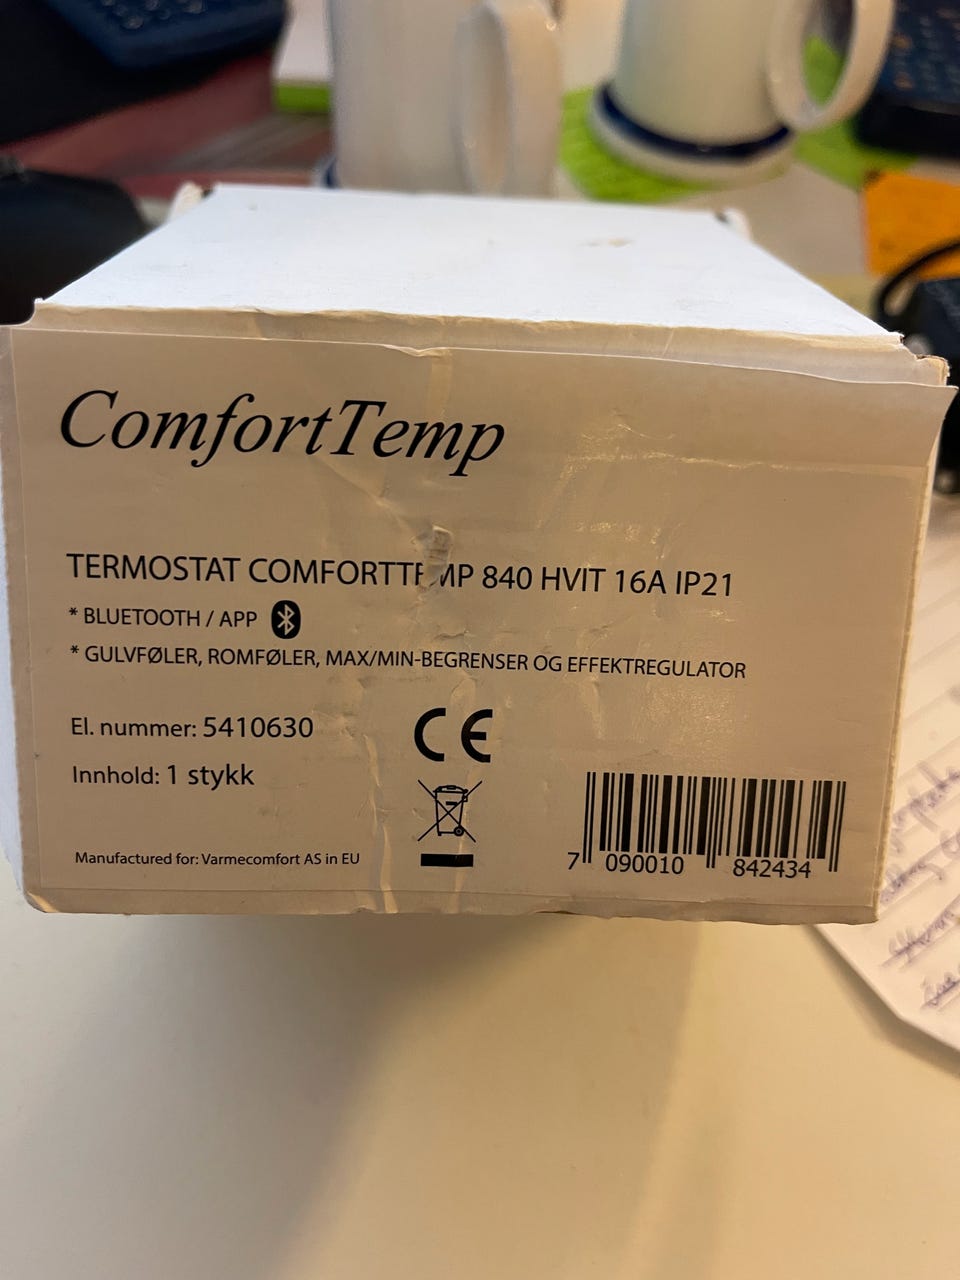 ComfortTemp
TERMOSTAT COMFORTTEMP 840 HVIT 16A IP21
* BLUETOOTH / APP
* GULVFØLER, ROMFØLER, MAX/MIN-BEGRENSER OG EFFEKTREGULATOR
El. nummer: 5410630
Innhold: 1 stykk
CE
Manufactured for: Varmecomfort AS in EU
7 090010 842434